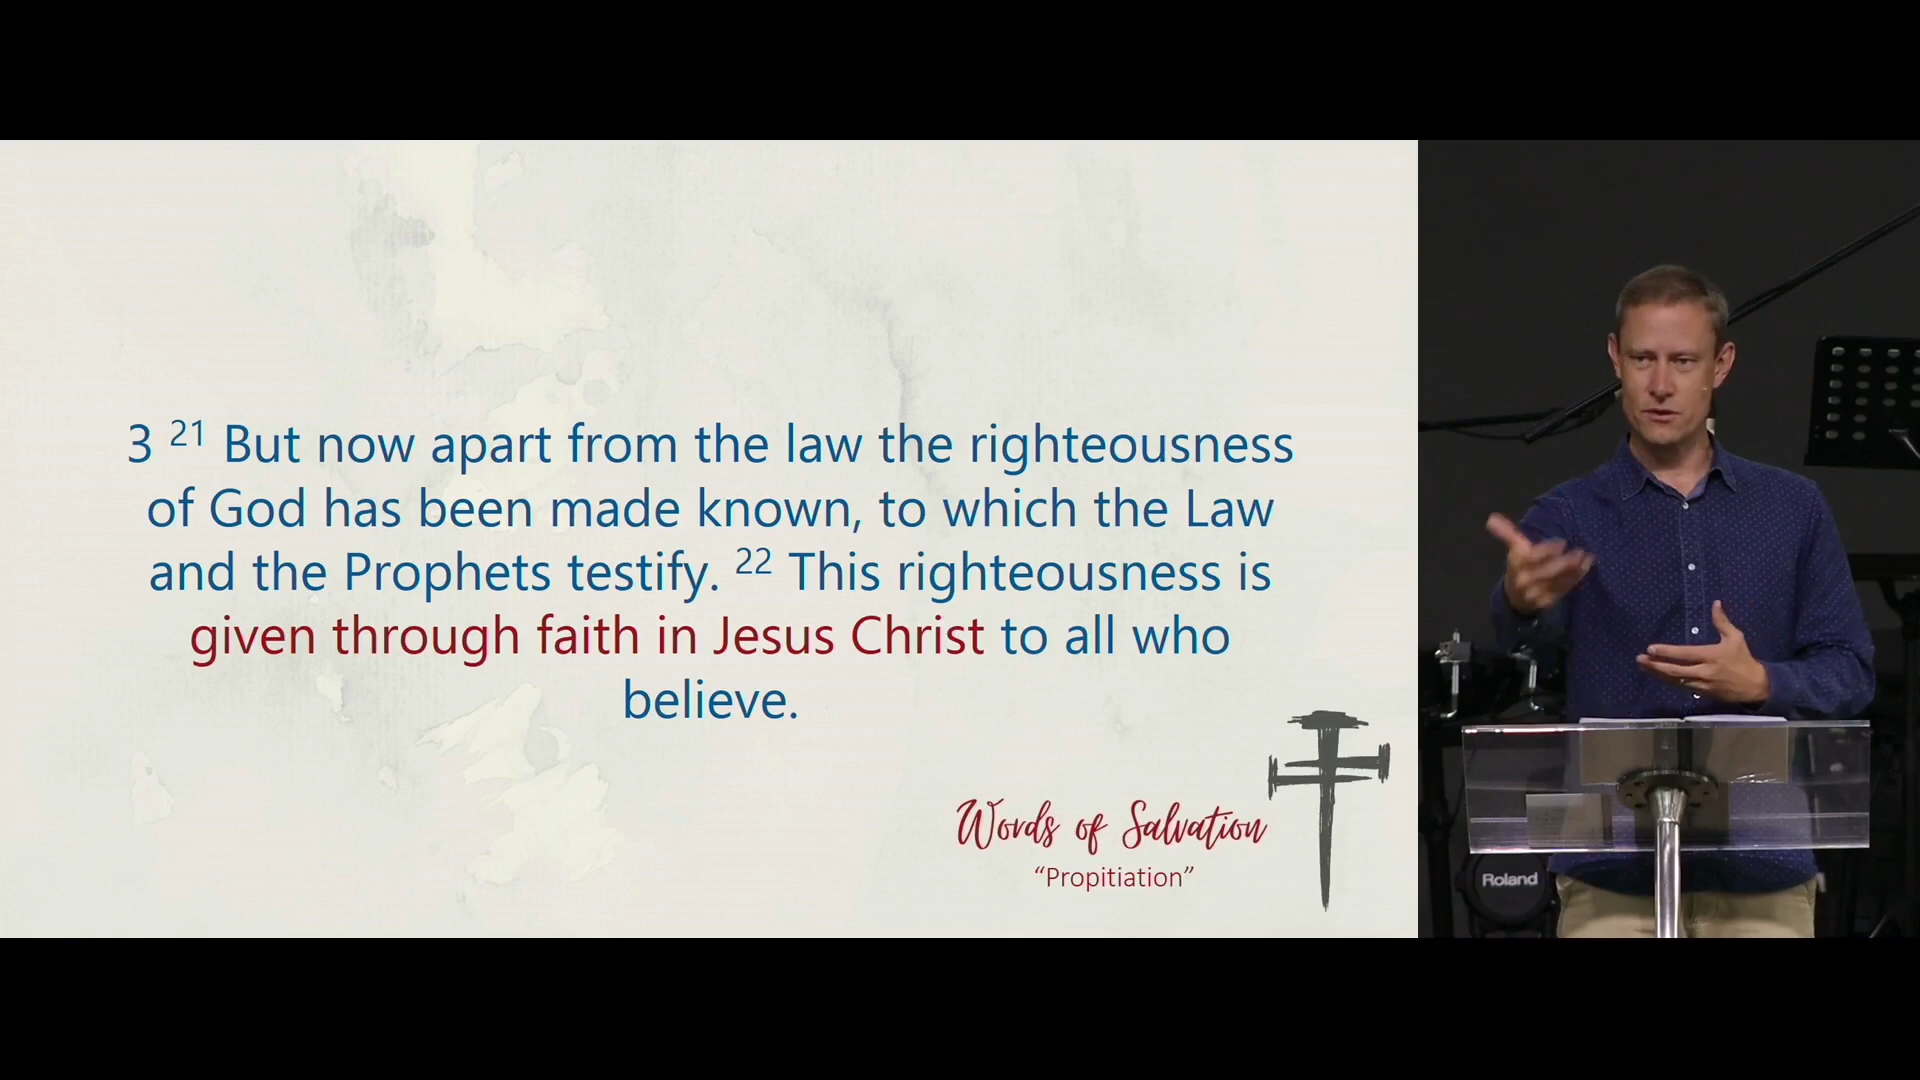 3 21 But now apart from the law the righteousness
of God has been made known, to which the Law
and the Prophets testify. 22 This righteousness is
given through faith in Jesus Christ to all who
believe.
Words of Salvation
“Propitiation”
Roland